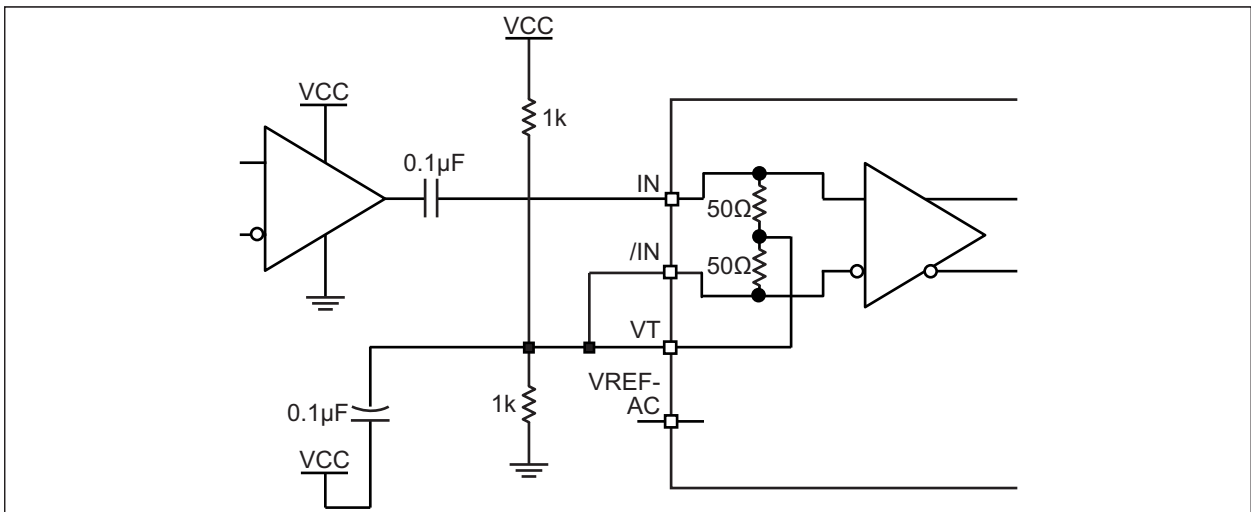 VCC
VCC
1k
0.1µF
IN
50Ω
/IN
50Ω
VT
VREF-
AC
1k
0.1µF
VCC